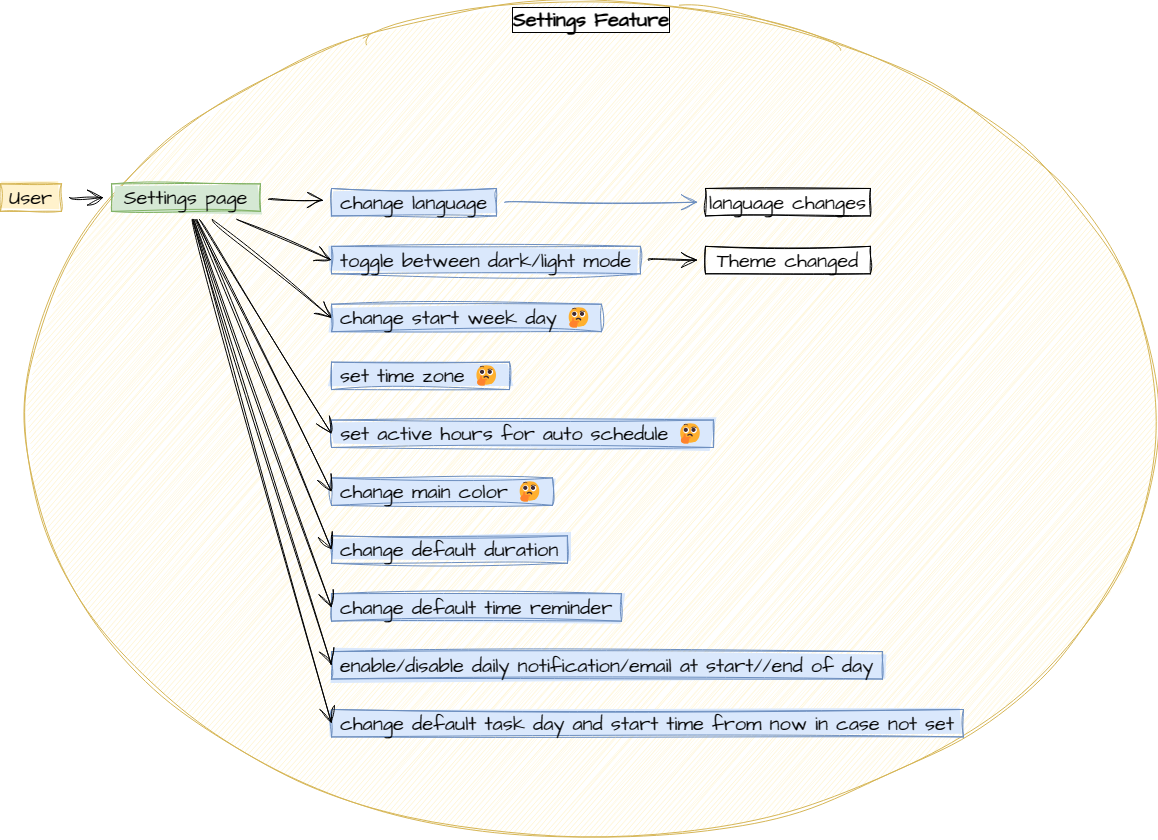 Settings Feature
User
Settings page
change language
language changes
toggle between dark/light mode
Theme changed
change start week day 🤔
set time zone 🤔
set active hours for auto schedule 🤔
change main color 🤔
change default duration
change default time reminder
enable/disable daily notification/email at start//end of day
change default task day and start time from now in case not set